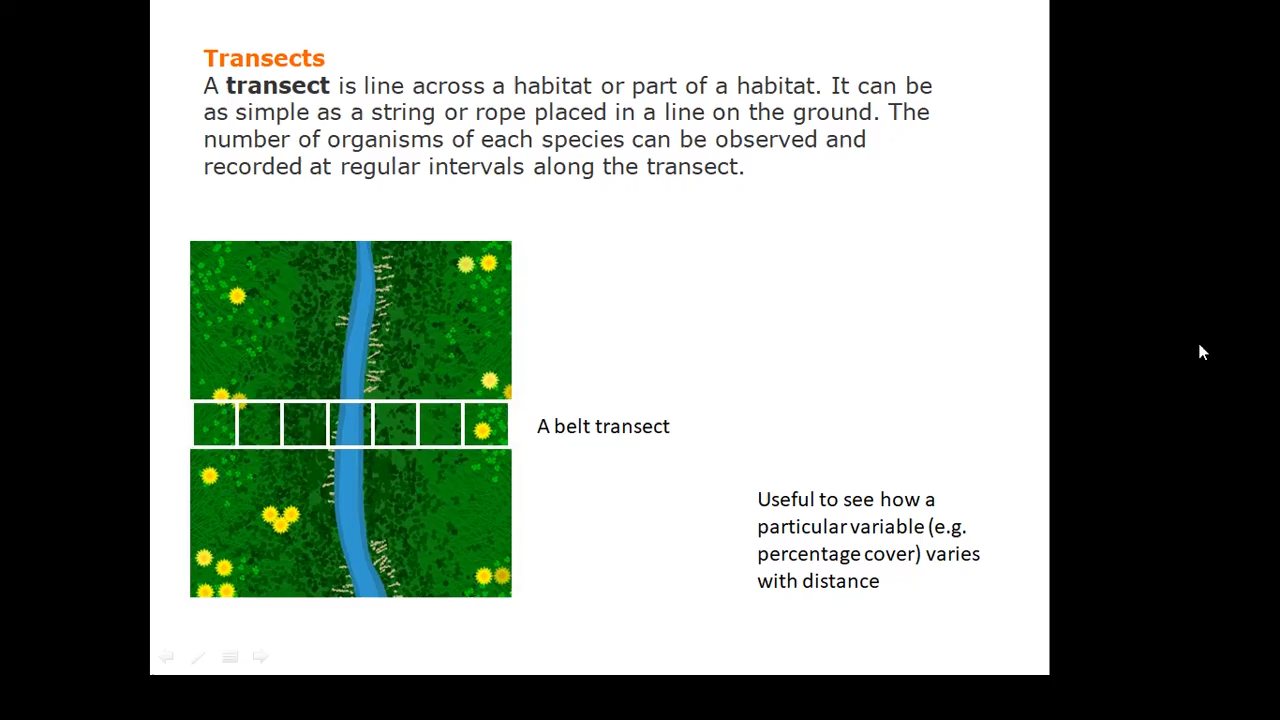 Transects
A transect is line across a habitat or part of a habitat. It can be
as simple as a string or rope placed in a line on the ground. The
number of organisms of each species can be observed and
recorded at regular intervals along the transect.
A belt transect
Useful to see how a
particular variable (e.g.
percentage cover) varies
with distance